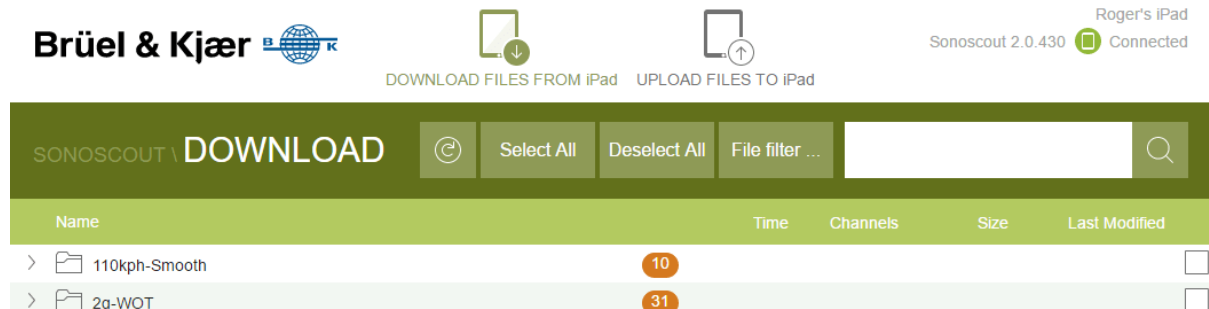 Roger's iPad
Brüel & Kjær B K
Sonoscout 2.0.430 Connected
DOWNLOAD FILES FROM iPad UPLOAD FILES TO iPad
SONOSCOUT \ DOWNLOAD Select All Deselect All File filter ...
Name Time Channels Size Last Modified
110kph-Smooth 10
2g-WOT 31